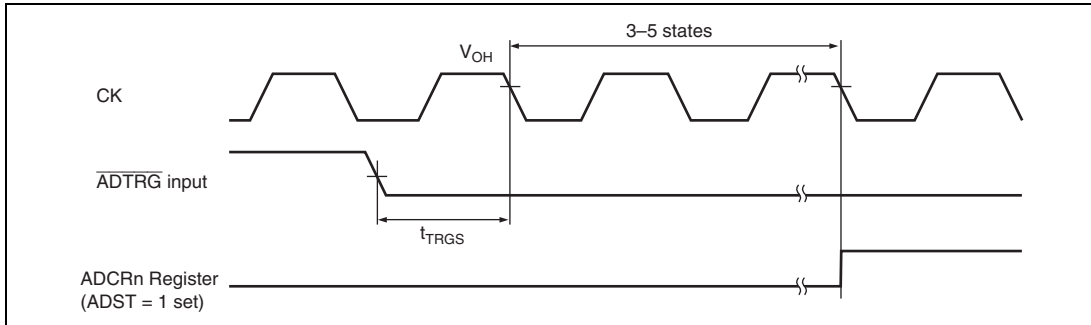 3–5 states
VOH
CK
ADTRG input
tTRGS
ADCRn Register
(ADST = 1 set)